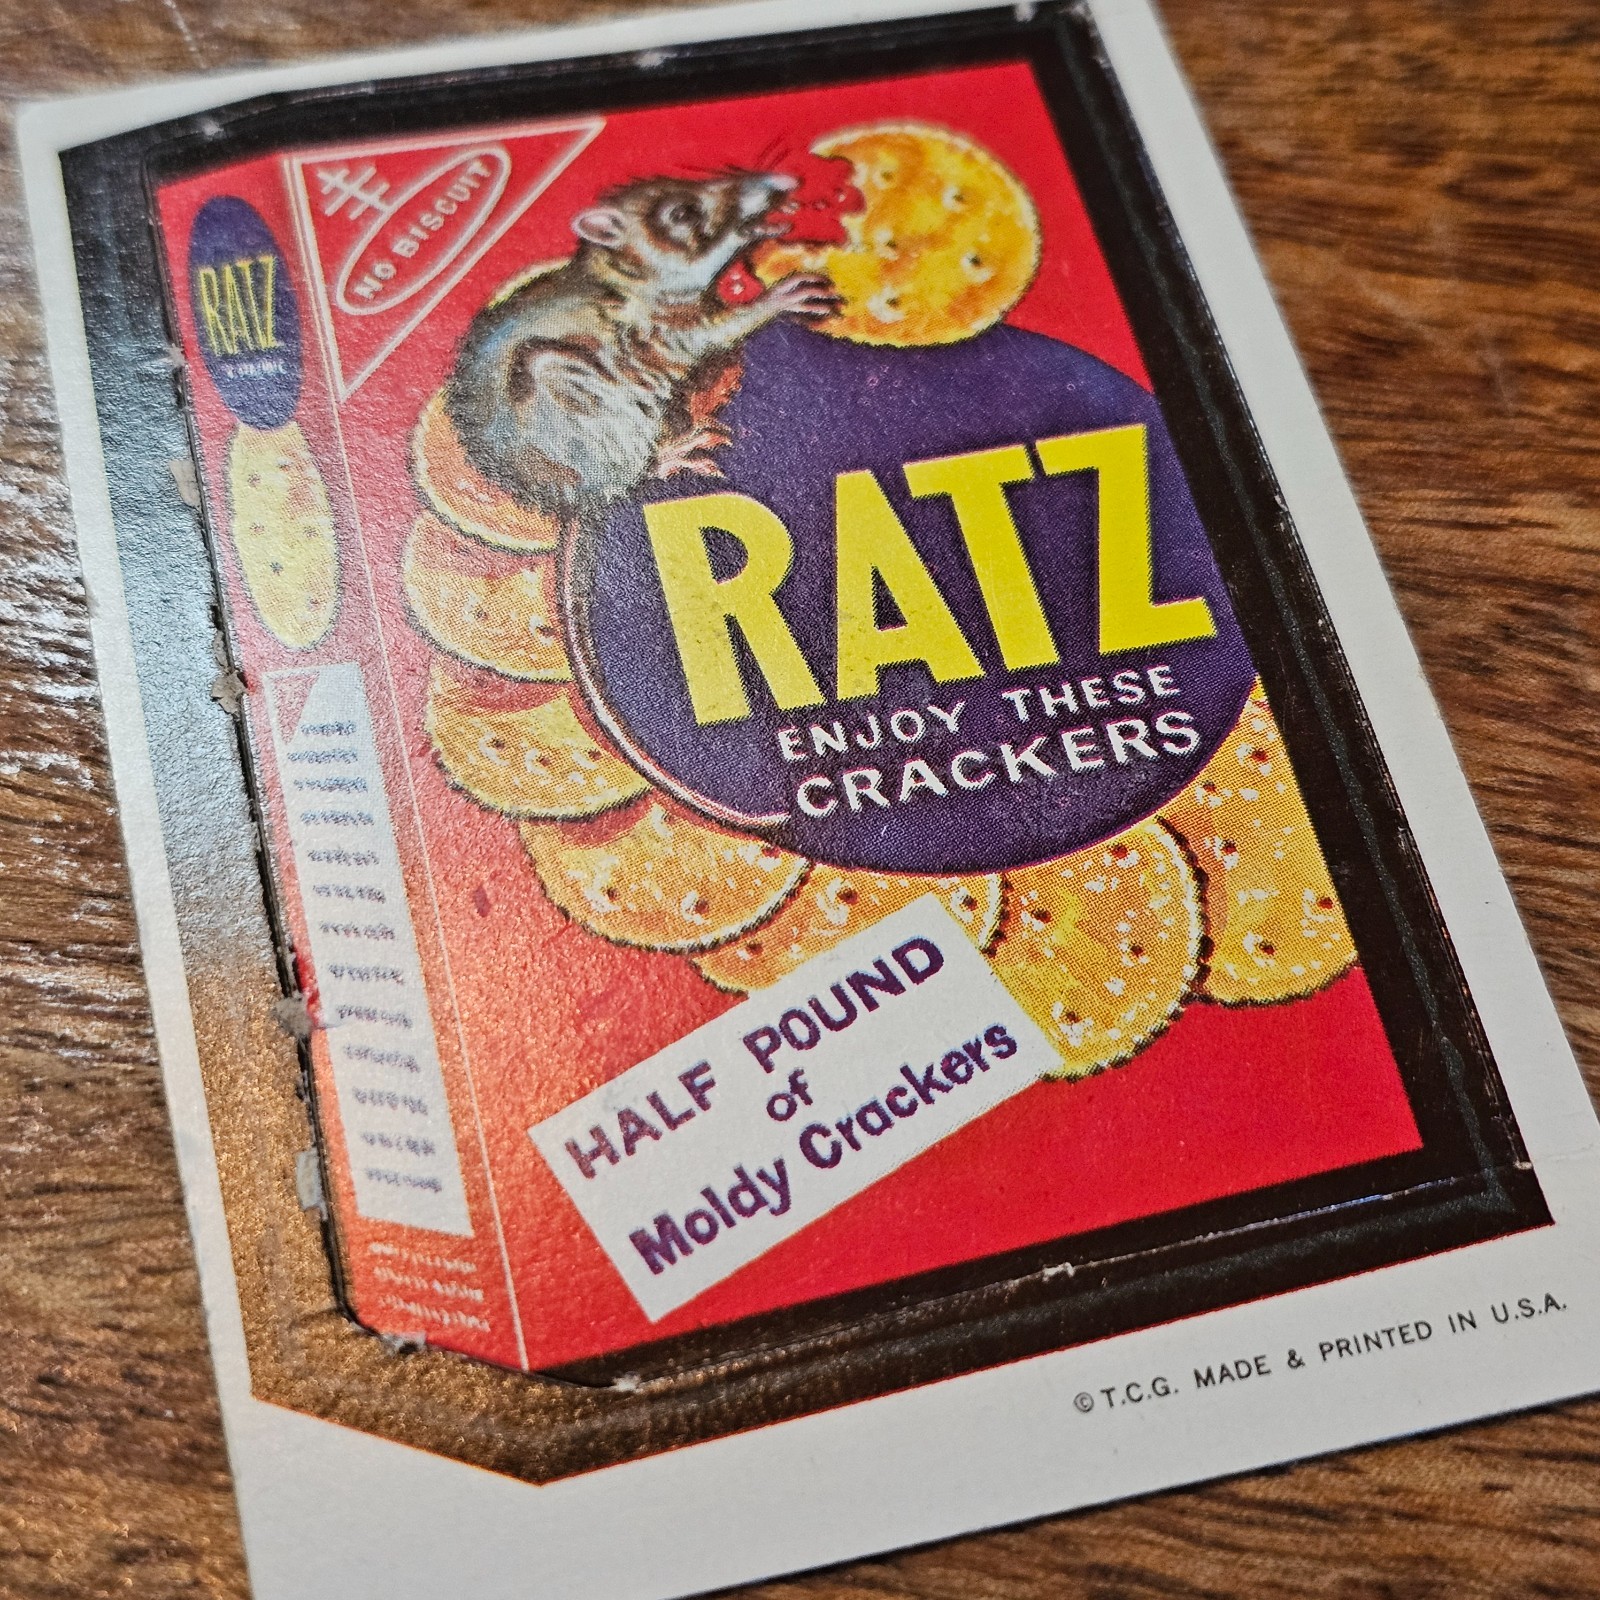 NO BISCUIT
RATZ
RATZ
ENJOY THESE
CRACKERS
HALF POUND
of
Moldy Crackers
© T.C.G. MADE & PRINTED IN U.S.A.